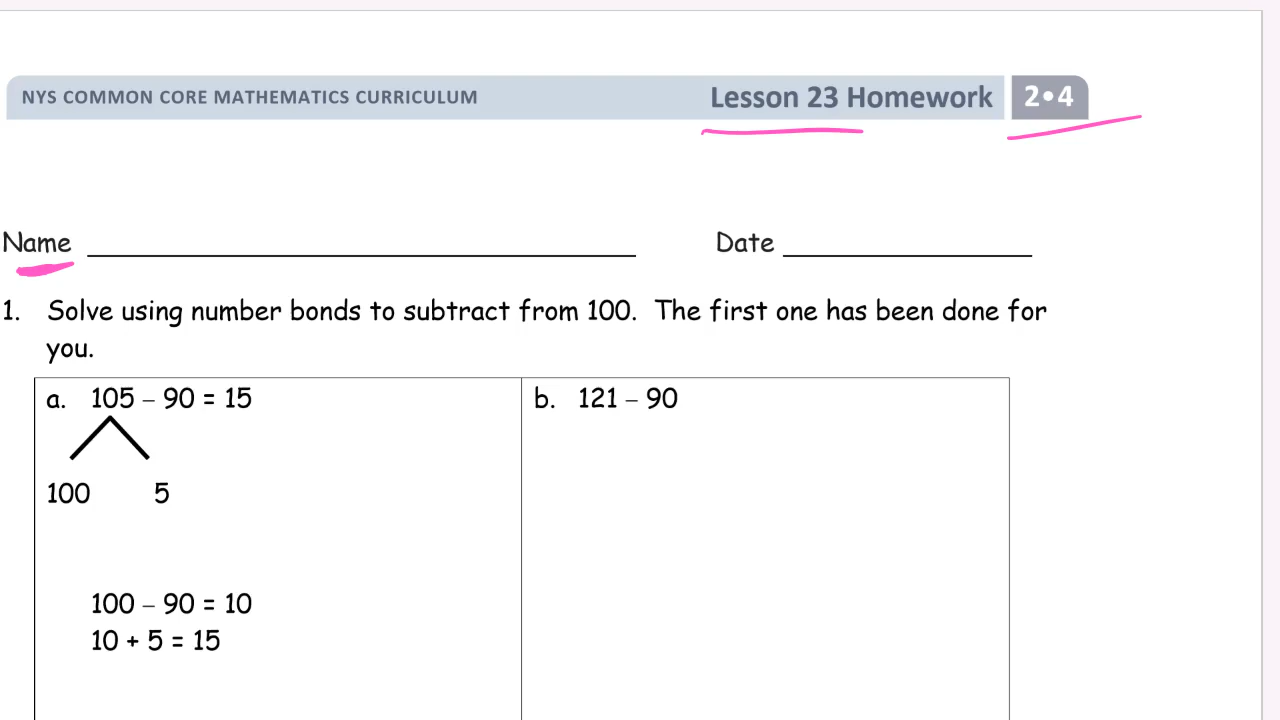 NYS COMMON CORE MATHEMATICS CURRICULUM Lesson 23 Homework 2•4
Name Date
1. Solve using number bonds to subtract from 100. The first one has been done for
you.
a. 105 – 90 = 15
100 5
100 – 90 = 10
10 + 5 = 15
b. 121 – 90